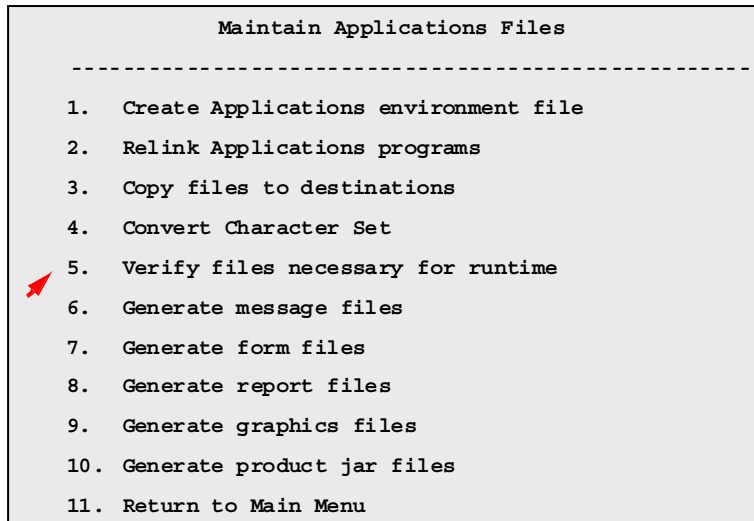 Maintain Applications Files
----------------------------------------------------
1. Create Applications environment file
2. Relink Applications programs
3. Copy files to destinations
4. Convert Character Set
5. Verify files necessary for runtime
6. Generate message files
7. Generate form files
8. Generate report files
9. Generate graphics files
10. Generate product jar files
11. Return to Main Menu